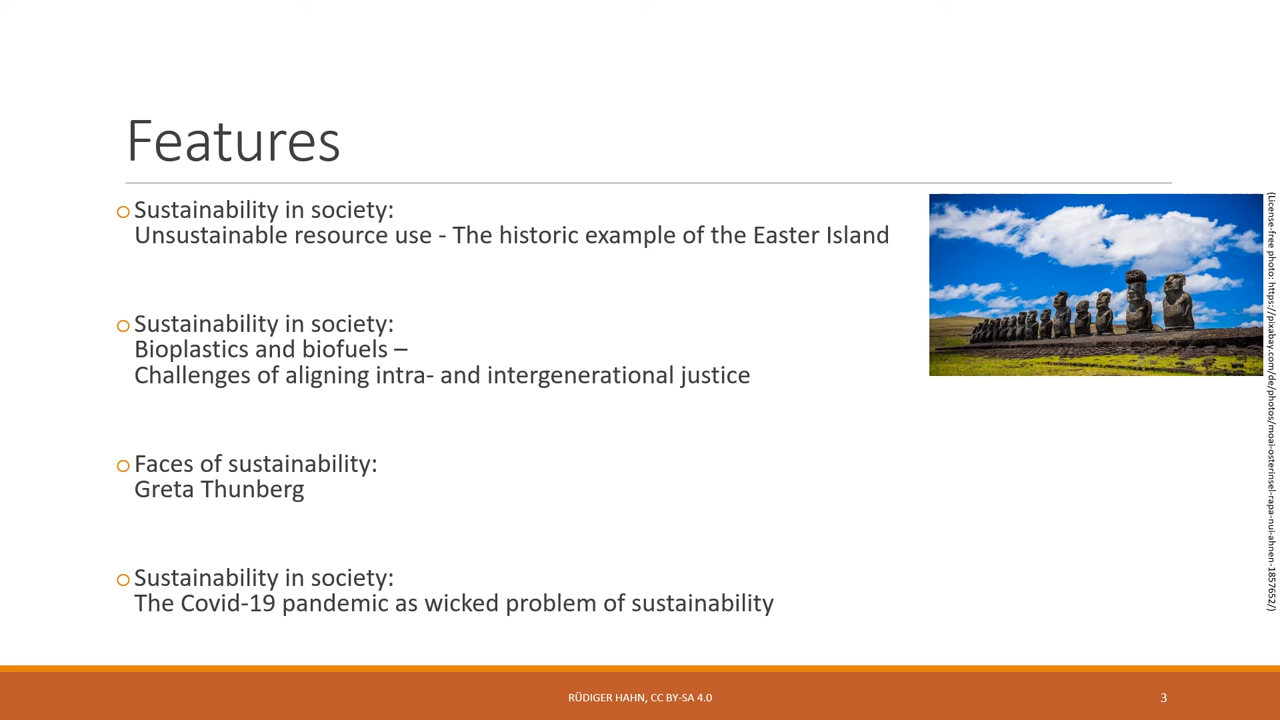 Features
Sustainability in society:
Unsustainable resource use - The historic example of the Easter Island
Sustainability in society:
Bioplastics and biofuels –
Challenges of aligning intra- and intergenerational justice
Faces of sustainability:
Greta Thunberg
Sustainability in society:
The Covid-19 pandemic as wicked problem of sustainability
(License-free photo: https://pixabay.com/de/photos/moai-osterinsel-rapa-nui-ahnen-1857652/)
RÜDIGER HAHN, CC BY-SA 4.0
3